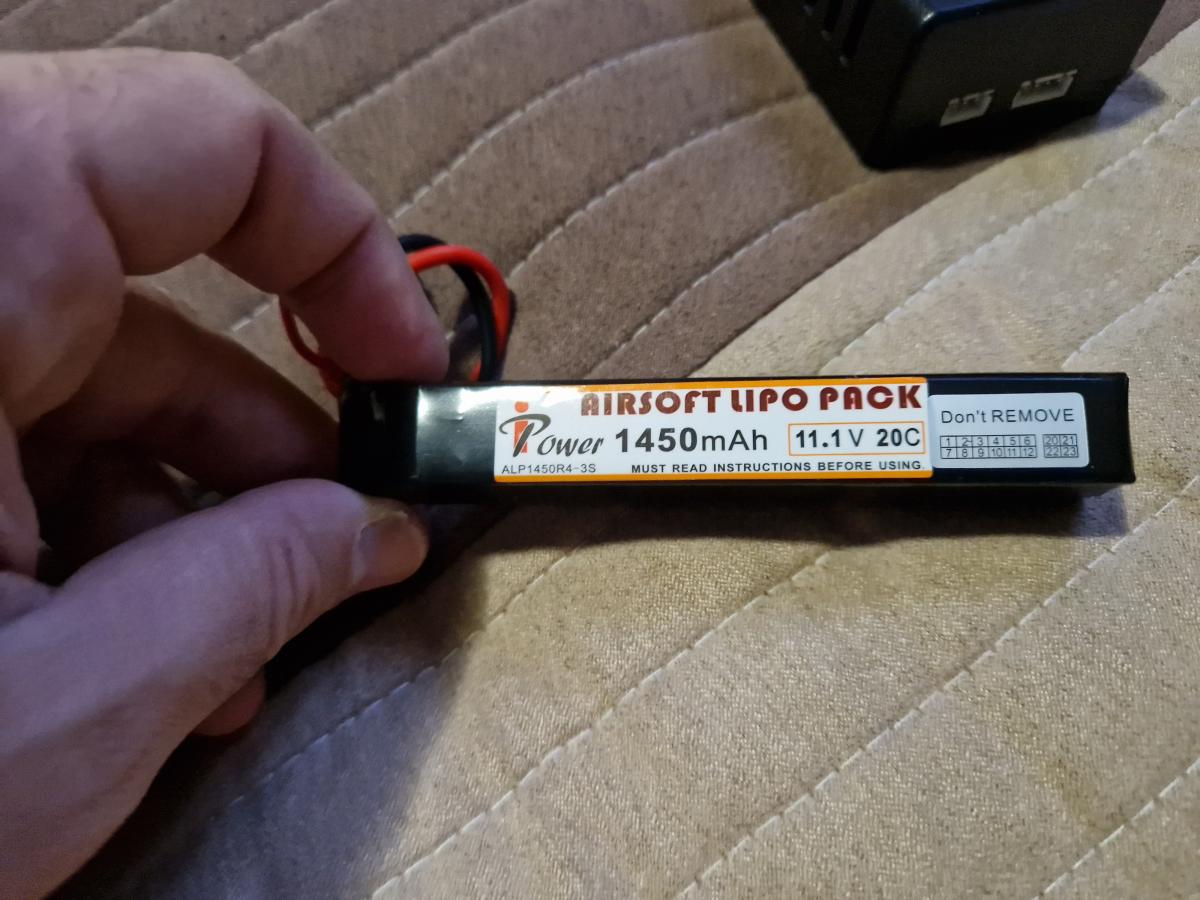 AIRSOFT LIPO PACK
iPower 1450mAh 11.1V 20C
ALP1450R4-3S MUST READ INSTRUCTIONS BEFORE USING.
Don't REMOVE
1 2 3 4 5 6 20 21
7 8 9 10 11 12 22 23